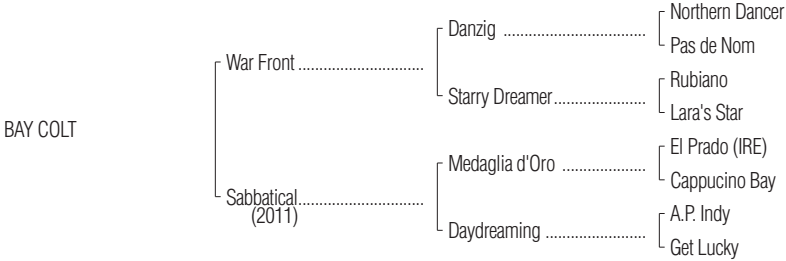 Northern Dancer
Danzig ..................................
Pas de Nom
War Front ..............................
Rubiano
Starry Dreamer......................
Lara's Star
BAY COLT
El Prado (IRE)
Medaglia d'Oro ....................
Cappucino Bay
Sabbatical..............................
(2011)
A.P. Indy
Daydreaming ........................
Get Lucky